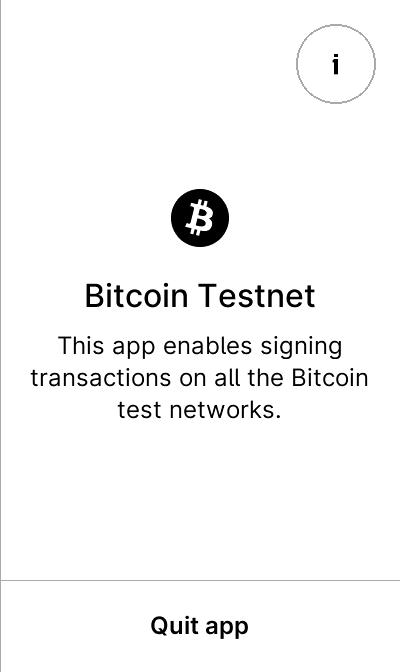 i
Bitcoin Testnet
This app enables signing
transactions on all the Bitcoin
test networks.
Quit app